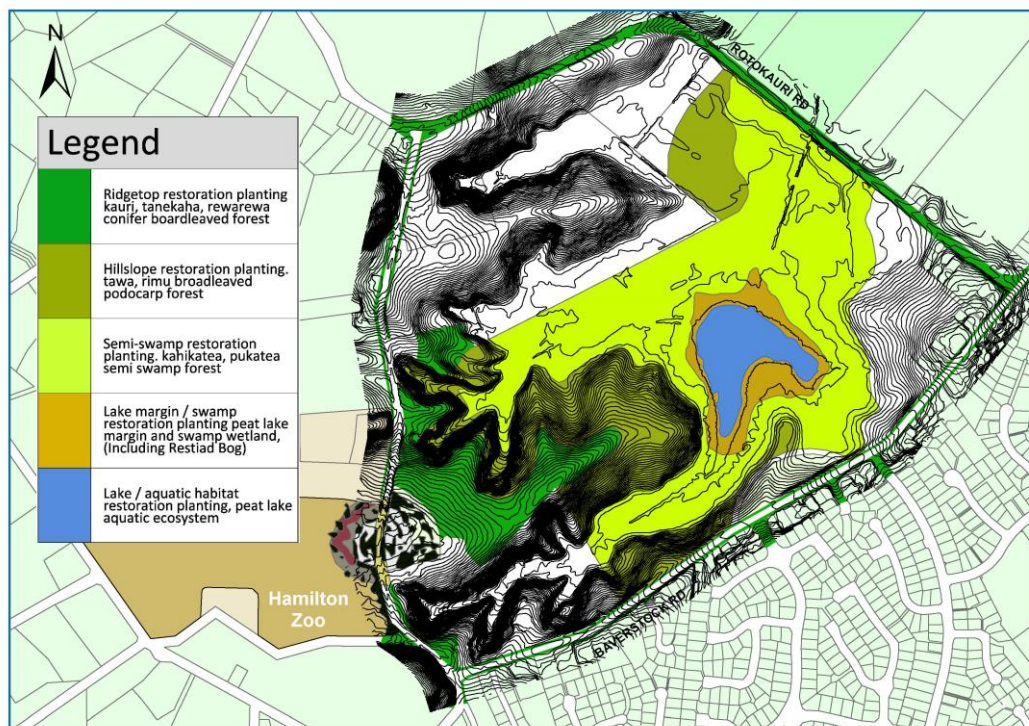 N
ROTOKAURI RD
Legend
Ridgetop restoration planting
kauri, tanekaha, rewarewa
conifer boardleaved forest
Hillslope restoration planting.
tawa, rimu broadleaved
podocarp forest
Semi-swamp restoration
planting. kahikatea, pukatea
semi swamp forest
Lake margin / swamp
restoration planting peat lake
margin and swamp wetland,
(Including Restiad Bog)
Lake / aquatic habitat
restoration planting, peat lake
aquatic ecosystem
Hamilton
Zoo
BAVERSTOCK RD